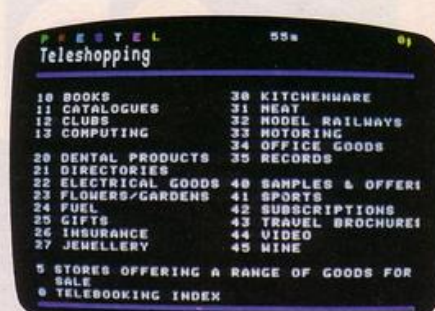 PRESTEL 55a 0p
Teleshopping
10 BOOKS
11 CATALOGUES
12 CLUBS
13 COMPUTING
20 DENTAL PRODUCTS
21 DIRECTORIES
22 ELECTRICAL GOODS
23 FLOWERS/GARDENS
24 FUEL
25 GIFTS
26 INSURANCE
27 JEWELLERY
30 KITCHENWARE
31 MEAT
32 MODEL RAILWAYS
33 MOTORING
34 OFFICE GOODS
35 RECORDS
40 SAMPLES & OFFERS
41 SPORTS
42 SUBSCRIPTIONS
43 TRAVEL BROCHURES
44 VIDEO
45 WINE
5 STORES OFFERING A RANGE OF GOODS FOR
SALE
0 TELEBOOKING INDEX